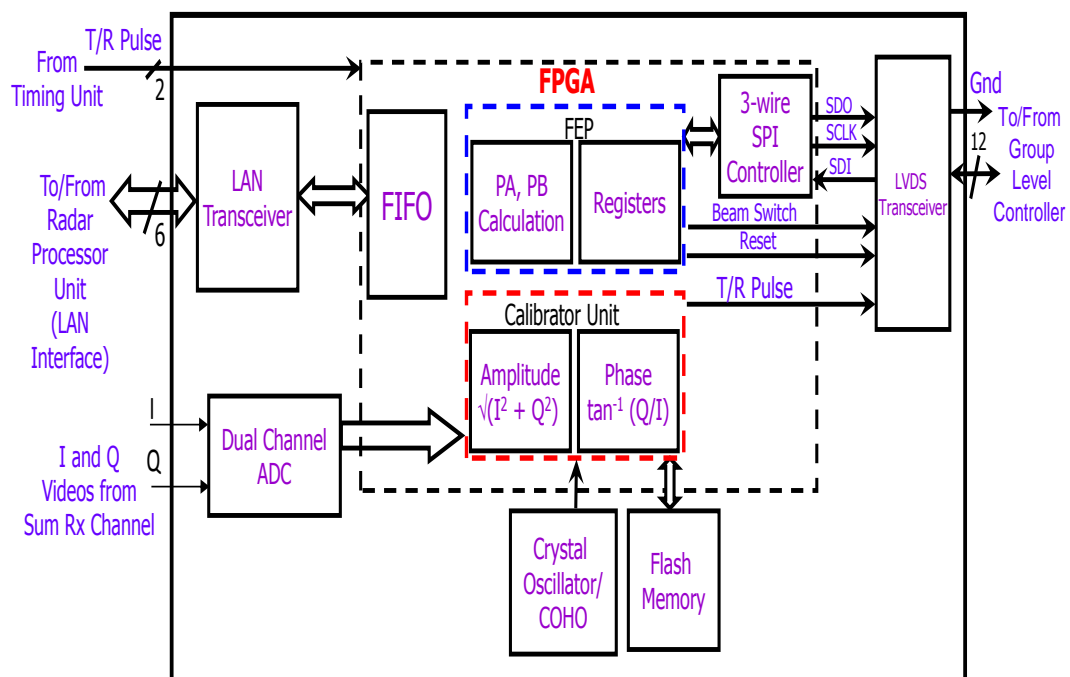 T/R Pulse
From
Timing Unit
2
FPGA
FEP
PA, PB
Calculation
Registers
3-wire
SPI
Controller
SDO
SCLK
SDI
Beam Switch
Reset
T/R Pulse
LVDS
Transceiver
Gnd
12
To/From
Group
Level
Controller
LAN
Transceiver
FIFO
To/From
Radar
Processor
Unit
(LAN
Interface)
6
Calibrator Unit
Amplitude
√(I² + Q²)
Phase
tan⁻¹ (Q/I)
I
Q
I and Q
Videos from
Sum Rx Channel
Dual Channel
ADC
Crystal
Oscillator/
COHO
Flash
Memory